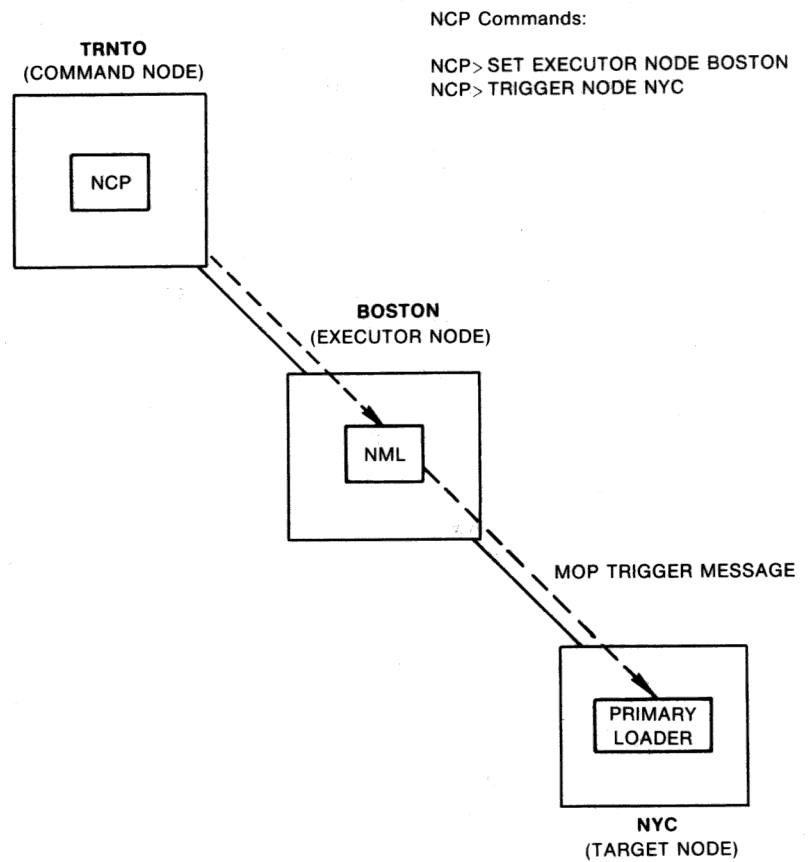 NCP Commands:
NCP> SET EXECUTOR NODE BOSTON
NCP> TRIGGER NODE NYC
TRNTO
(COMMAND NODE)
NCP
BOSTON
(EXECUTOR NODE)
NML
MOP TRIGGER MESSAGE
PRIMARY
LOADER
NYC
(TARGET NODE)